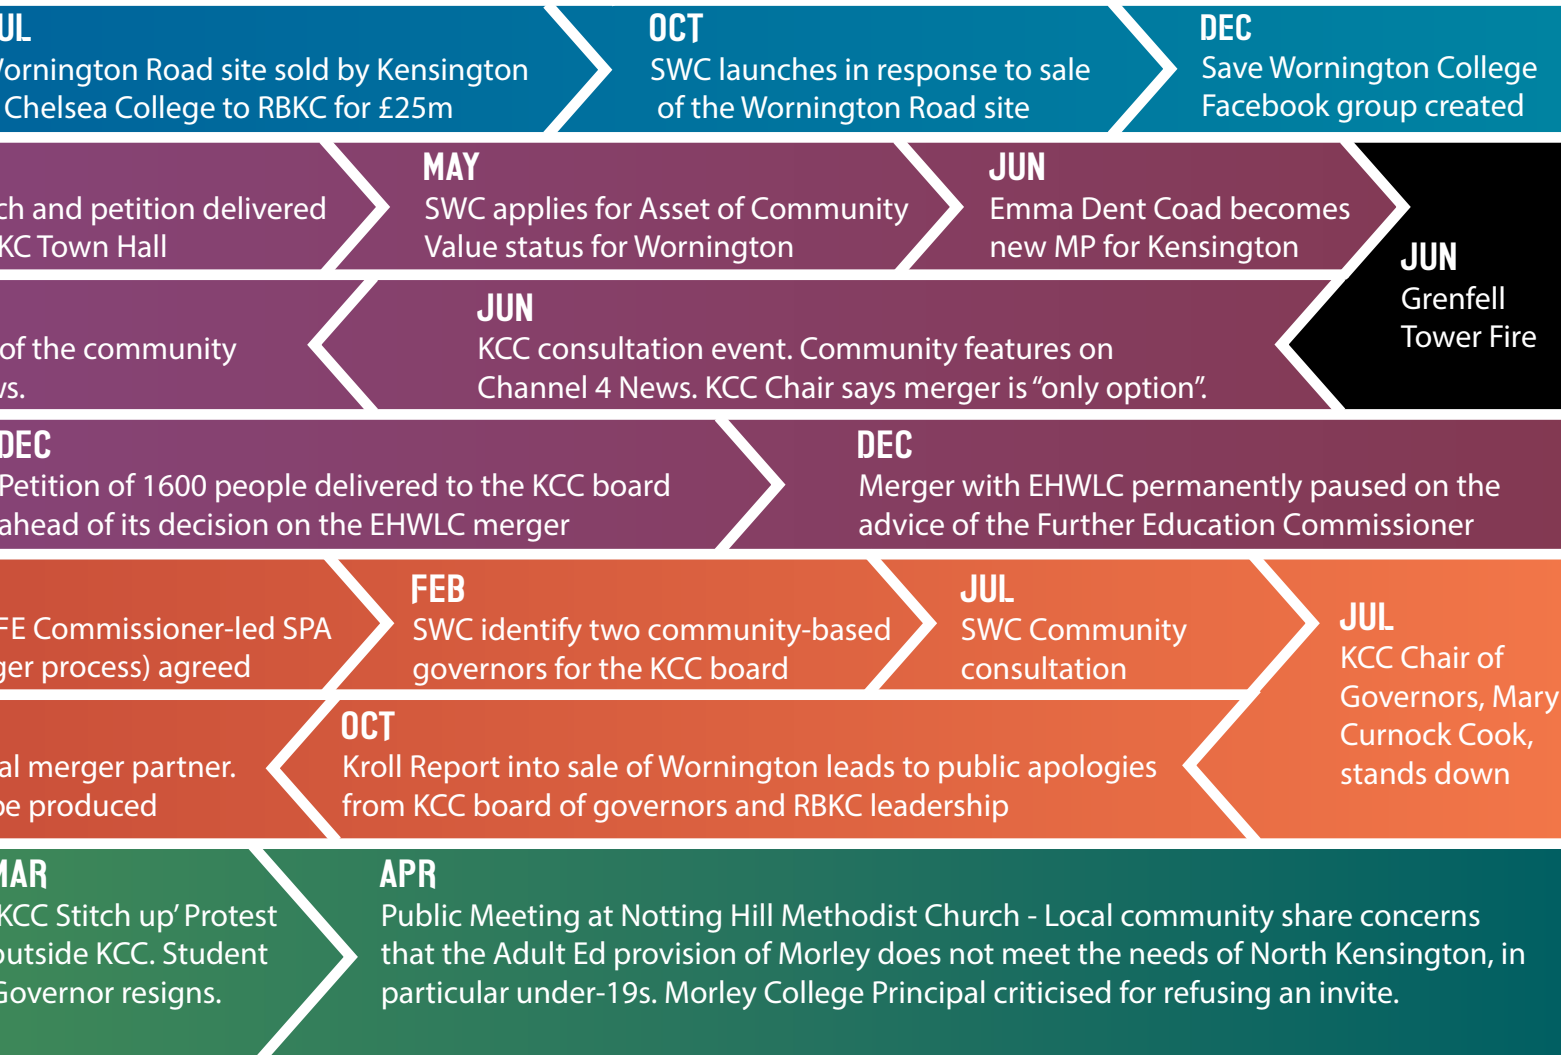 UL
Wornington Road site sold by Kensington
Chelsea College to RBKC for £25m
OCT
SWC launches in response to sale
of the Wornington Road site
DEC
Save Wornington College
Facebook group created
ch and petition delivered
KC Town Hall
MAY
SWC applies for Asset of Community
Value status for Wornington
JUN
Emma Dent Coad becomes
new MP for Kensington
JUN
Grenfell
Tower Fire
JUN
KCC consultation event. Community features on
Channel 4 News. KCC Chair says merger is “only option”.
of the community
ws.
DEC
Petition of 1600 people delivered to the KCC board
ahead of its decision on the EHWLC merger
DEC
Merger with EHWLC permanently paused on the
advice of the Further Education Commissioner
FE Commissioner-led SPA
ger process) agreed
FEB
SWC identify two community-based
governors for the KCC board
JUL
SWC Community
consultation
JUL
KCC Chair of
Governors, Mary
Curnock Cook,
stands down
OCT
Kroll Report into sale of Wornington leads to public apologies
from KCC board of governors and RBKC leadership
al merger partner.
be produced
MAR
KCC Stitch up’ Protest
outside KCC. Student
Governor resigns.
APR
Public Meeting at Notting Hill Methodist Church - Local community share concerns
that the Adult Ed provision of Morley does not meet the needs of North Kensington, in
particular under-19s. Morley College Principal criticised for refusing an invite.